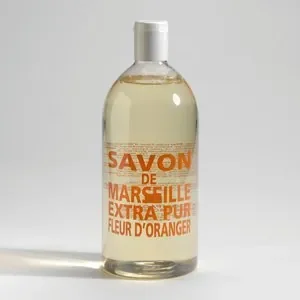 SAVON
DE
MARSEILLE
EXTRA PUR
FLEUR D'ORANGER